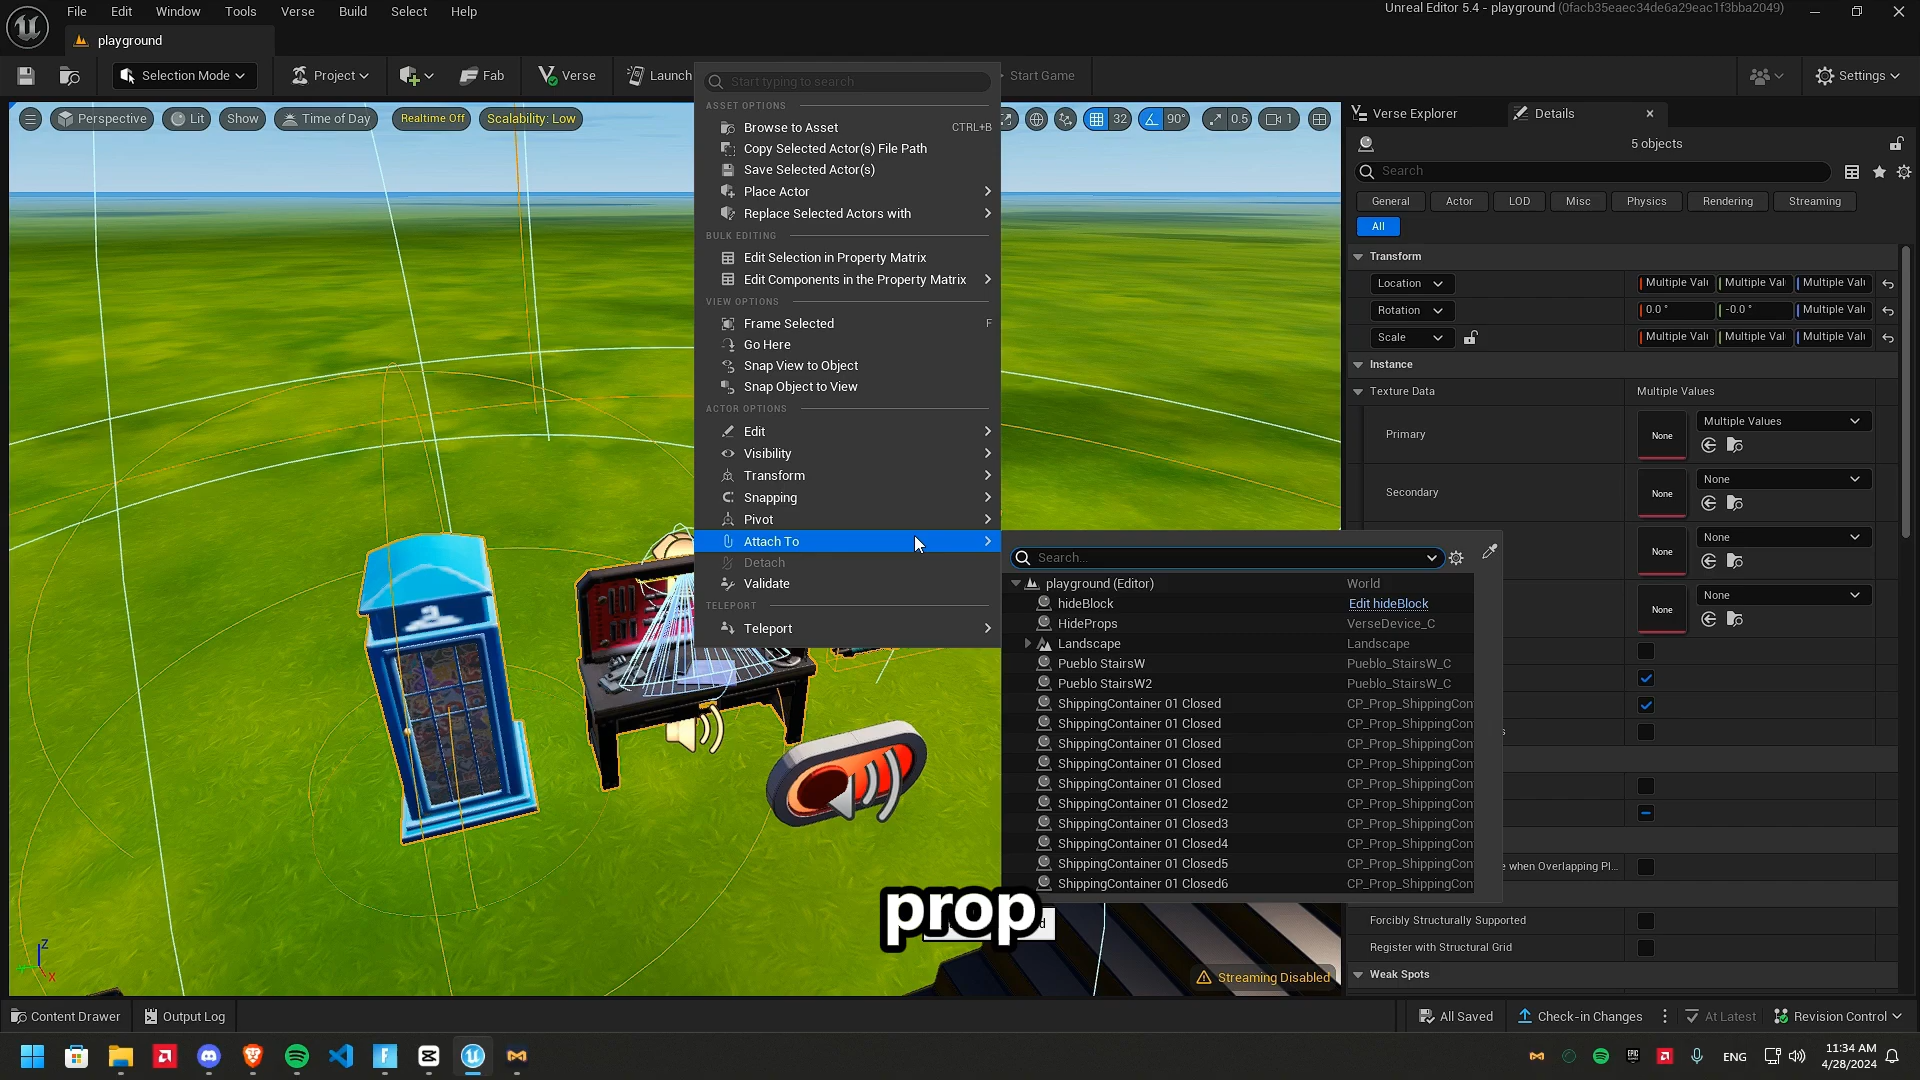 File Edit Window Tools Verse Build Select Help
Unreal Editor 5.4 - playground (0facb35eaec34de6a29eac1f3bba2049)
playground
Selection Mode
Project
Fab
Verse
Launch
Start Game
Settings
Perspective
Lit
Show
Time of Day
Realtime Off
Scalability: Low
32
90°
0.5
1
Start typing to search
ASSET OPTIONS
Browse to Asset CTRL+B
Copy Selected Actor(s) File Path
Save Selected Actor(s)
Place Actor
Replace Selected Actors with
BULK EDITING
Edit Selection in Property Matrix
Edit Components in the Property Matrix
VIEW OPTIONS
Frame Selected F
Go Here
Snap View to Object
Snap Object to View
ACTOR OPTIONS
Edit
Visibility
Transform
Snapping
Pivot
Attach To
Detach
Validate
TELEPORT
Teleport
Search...
playground (Editor) World
hideBlock Edit hideBlock
HideProps VerseDevice_C
Landscape Landscape
Pueblo StairsW Pueblo_StairsW_C
Pueblo StairsW2 Pueblo_StairsW_C
ShippingContainer 01 Closed CP_Prop_ShippingCon
ShippingContainer 01 Closed CP_Prop_ShippingCon
ShippingContainer 01 Closed CP_Prop_ShippingCon
ShippingContainer 01 Closed CP_Prop_ShippingCon
ShippingContainer 01 Closed CP_Prop_ShippingCon
ShippingContainer 01 Closed2 CP_Prop_ShippingCon
ShippingContainer 01 Closed3 CP_Prop_ShippingCon
ShippingContainer 01 Closed4 CP_Prop_ShippingCon
ShippingContainer 01 Closed5 CP_Prop_ShippingCon
ShippingContainer 01 Closed6 CP_Prop_ShippingCon
prop
Z
X
Streaming Disabled
Verse Explorer
Details
5 objects
Search
General Actor LOD Misc Physics Rendering Streaming
All
Transform
Location Multiple Valu Multiple Val Multiple Valu
Rotation 0.0 ° -0.0 ° Multiple Valu
Scale Multiple Valu Multiple Val Multiple Valu
Instance
Texture Data Multiple Values
Primary None Multiple Values
Secondary None None
None None
None None
e when Overlapping Pl...
Forcibly Structurally Supported
Register with Structural Grid
Weak Spots
Content Drawer
Output Log
All Saved
Check-in Changes
At Latest
Revision Control
ENG
11:34 AM
4/28/2024